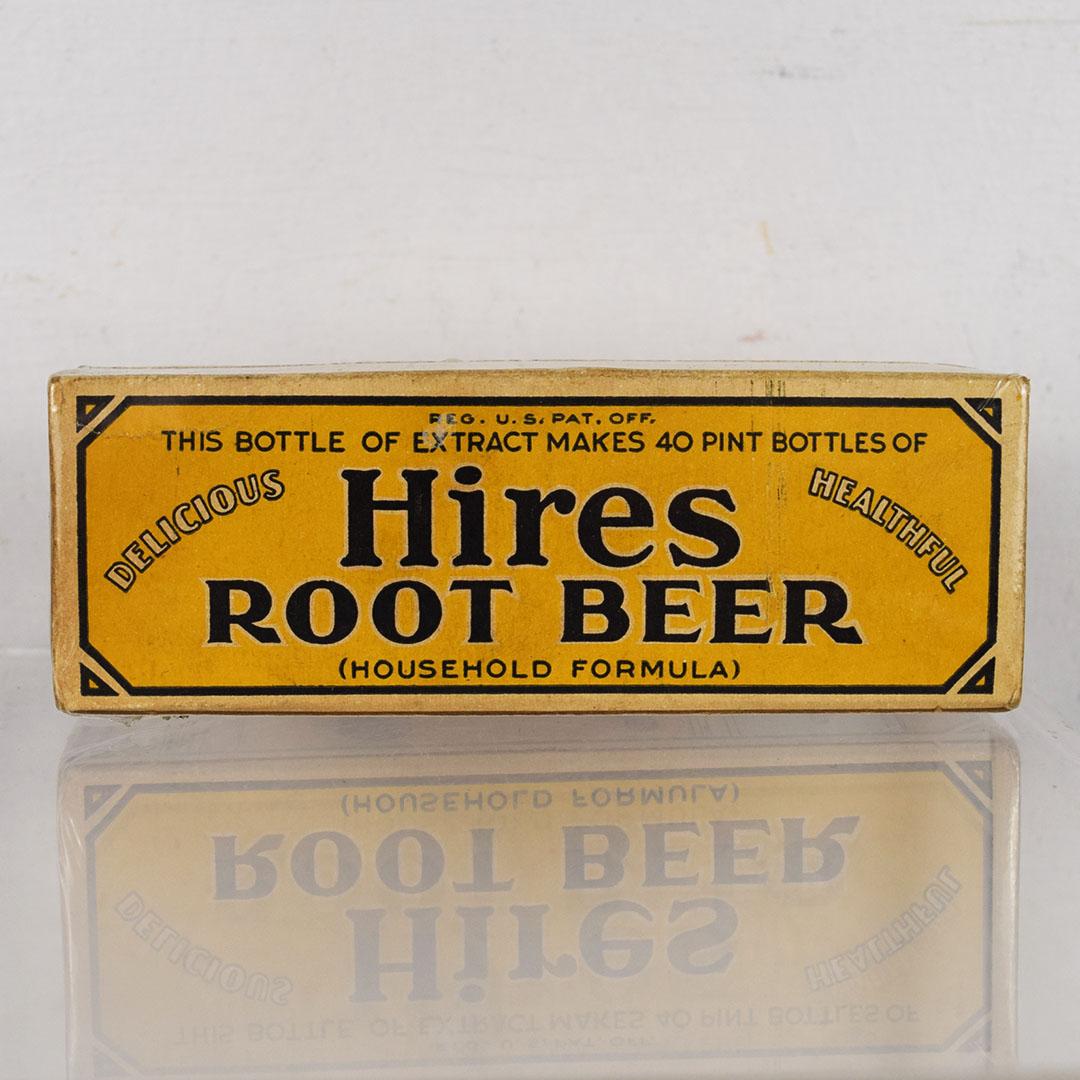 REG. U. S. PAT. OFF.
THIS BOTTLE OF EXTRACT MAKES 40 PINT BOTTLES OF
DELICIOUS
Hires
HEALTHFUL
ROOT BEER
(HOUSEHOLD FORMULA)